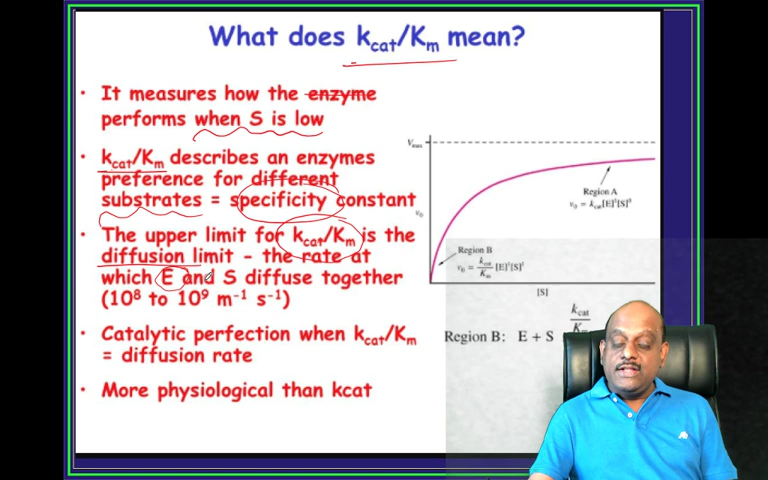 What does kcat/Km mean?
• It measures how the enzyme
performs when S is low
• kcat/Km describes an enzymes
preference for different
substrates = specificity constant
• The upper limit for kcat/Km is the
diffusion limit - the rate at
which E and S diffuse together
(10⁸ to 10⁹ m⁻¹ s⁻¹)
• Catalytic perfection when kcat/Km
= diffusion rate
• More physiological than kcat
Vmax
v₀
Region A
v₀ = kcat[E]¹[S]⁰
Region B
v₀ = kcat/Km [E]¹[S]¹
[S]
Region B: E + S kcat